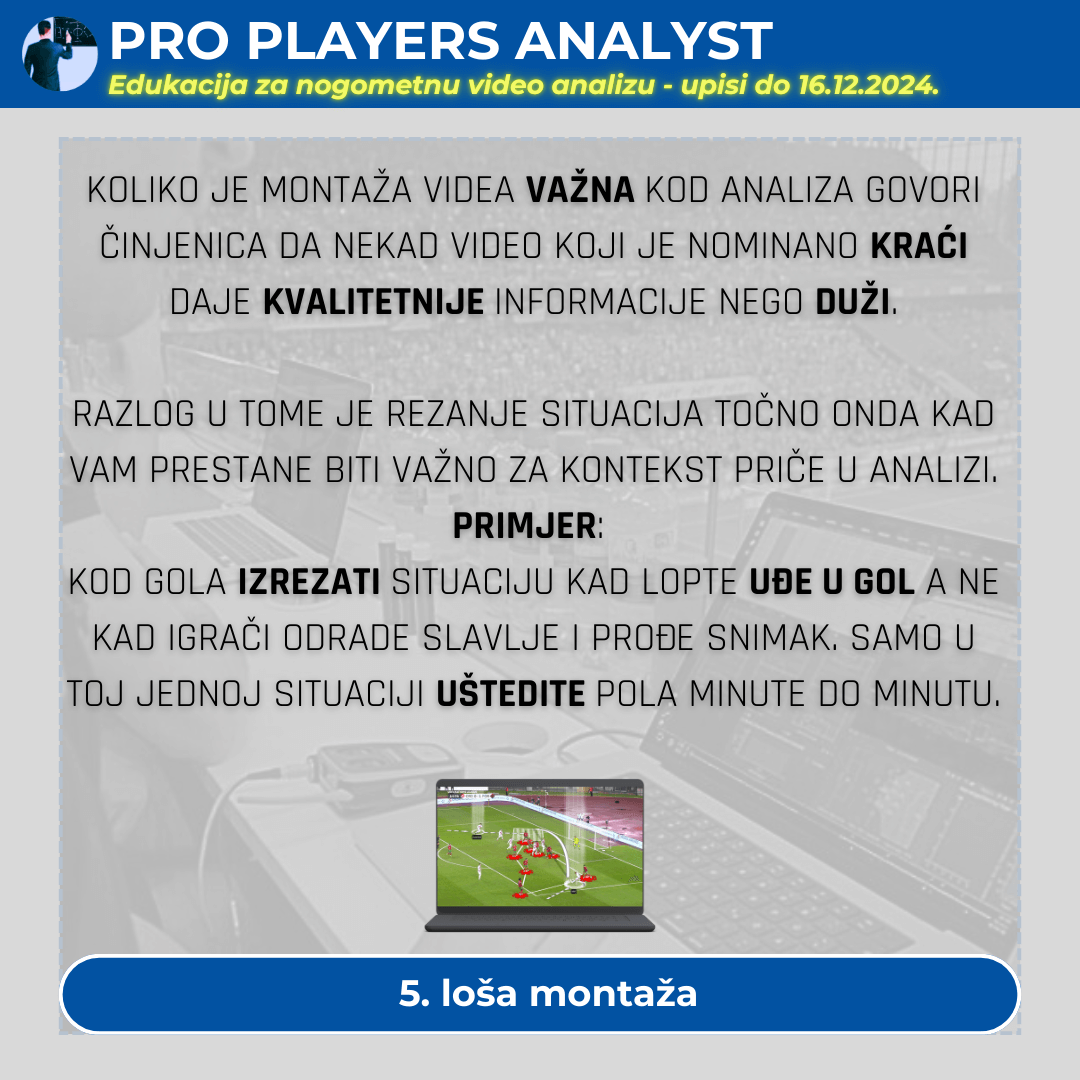 PRO PLAYERS ANALYST
Edukacija za nogometnu video analizu - upisi do 16.12.2024.
KOLIKO JE MONTAŽA VIDEA VAŽNA KOD ANALIZA GOVORI
ČINJENICA DA NEKAD VIDEO KOJI JE NOMINANO KRAĆI
DAJE KVALITETNIJE INFORMACIJE NEGO DUŽI.
RAZLOG U TOME JE REZANJE SITUACIJA TOČNO ONDA KAD
VAM PRESTANE BITI VAŽNO ZA KONTEKST PRIČE U ANALIZI.
PRIMJER:
KOD GOLA IZREZATI SITUACIJU KAD LOPTE UĐE U GOL A NE
KAD IGRAČI ODRADE SLAVLJE I PROĐE SNIMAK. SAMO U
TOJ JEDNOJ SITUACIJI UŠTEDITE POLA MINUTE DO MINUTU.
5. loša montaža